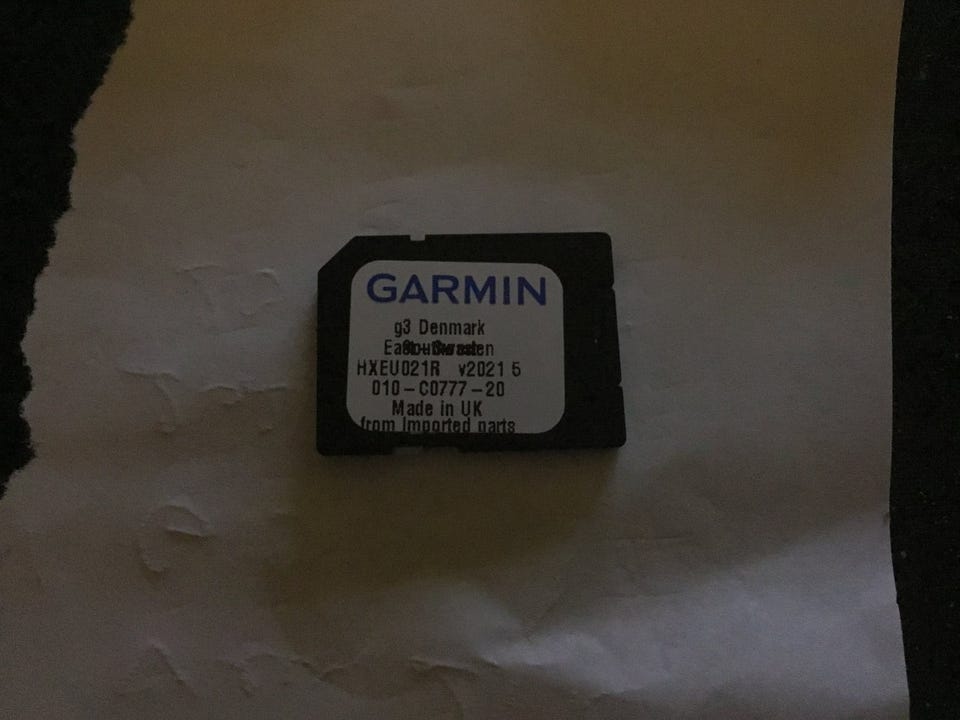 GARMIN
g3 Denmark
HXEU021R v2021 5
010-C0777-20
Made in UK
from Imported parts